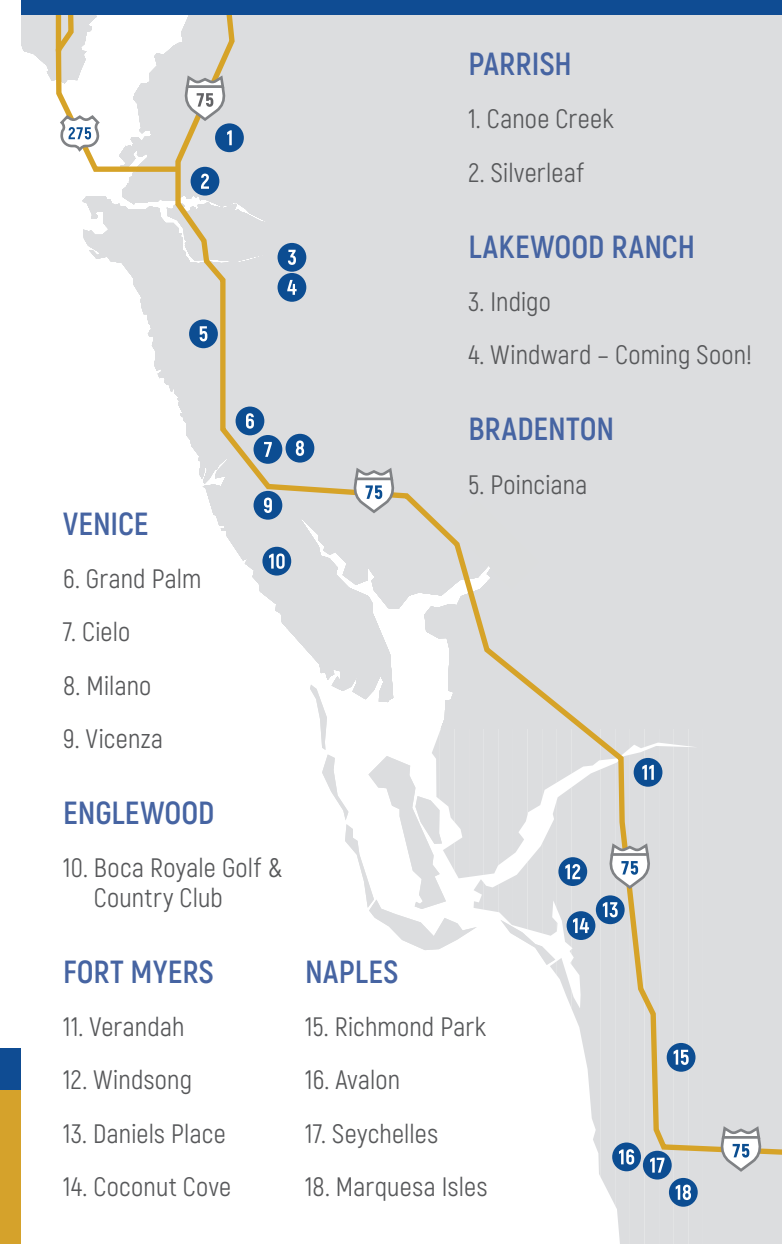 PARRISH
1. Canoe Creek
2. Silverleaf
LAKEWOOD RANCH
3. Indigo
4. Windward – Coming Soon!
BRADENTON
5. Poinciana
VENICE
6. Grand Palm
7. Cielo
8. Milano
9. Vicenza
ENGLEWOOD
10. Boca Royale Golf &
Country Club
FORT MYERS
11. Verandah
12. Windsong
13. Daniels Place
14. Coconut Cove
NAPLES
15. Richmond Park
16. Avalon
17. Seychelles
18. Marquesa Isles
75
275
1
2
3
4
5
6
7
8
75
9
10
11
75
12
13
14
15
75
16
17
18